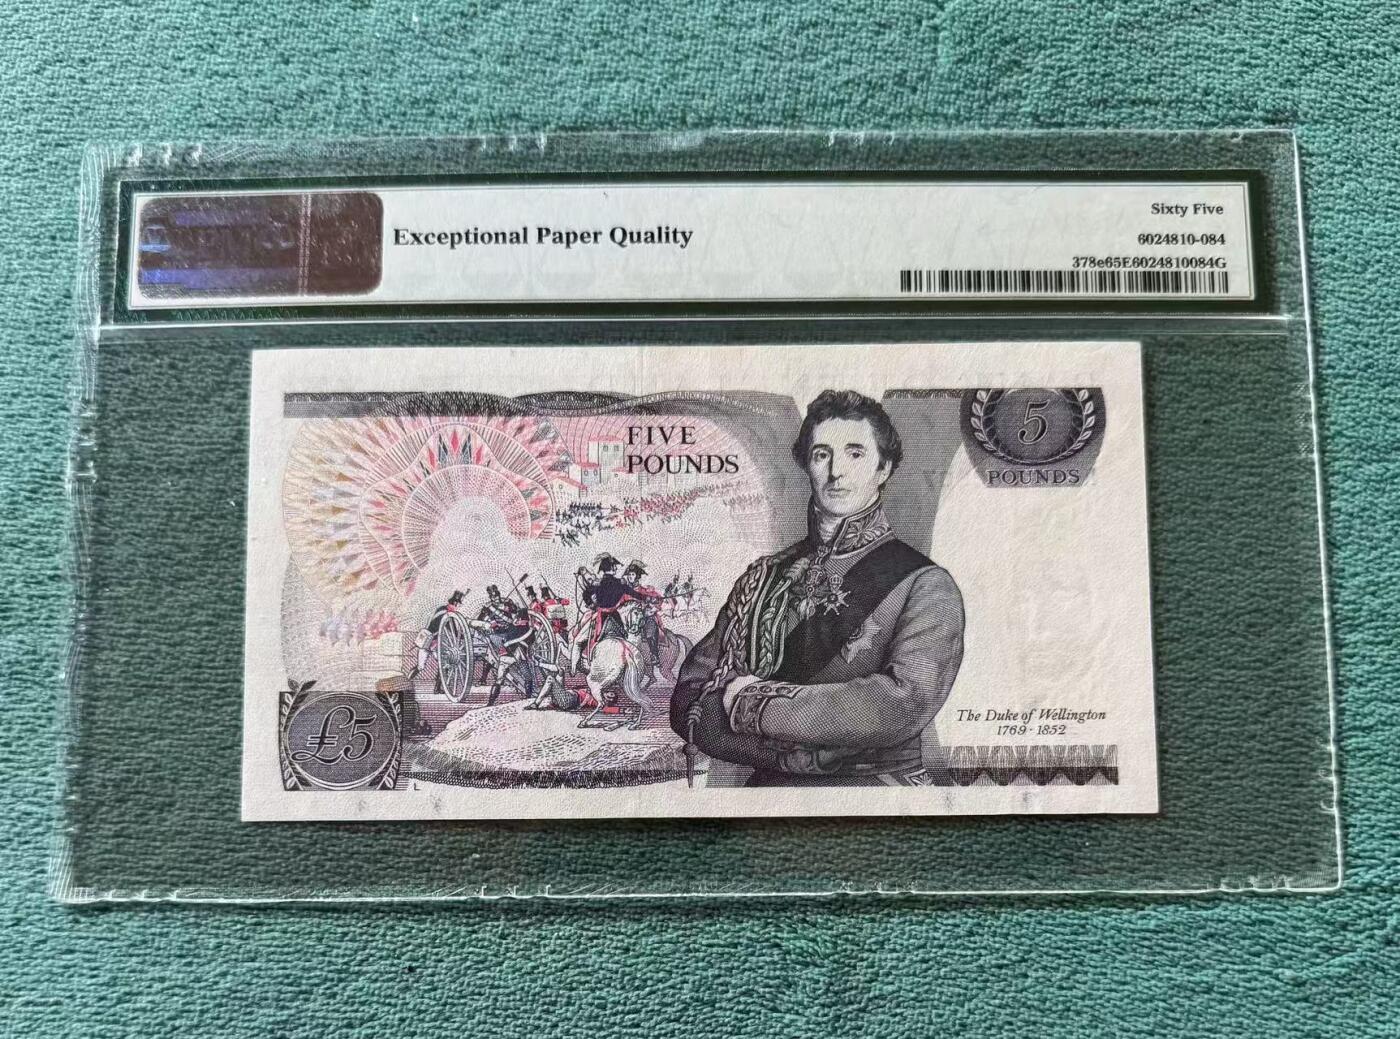 Exceptional Paper Quality
Sixty Five
6024810-084
378e65E6024810084G
FIVE
POUNDS
5
POUNDS
The Duke of Wellington
1769 · 1852
£5
L